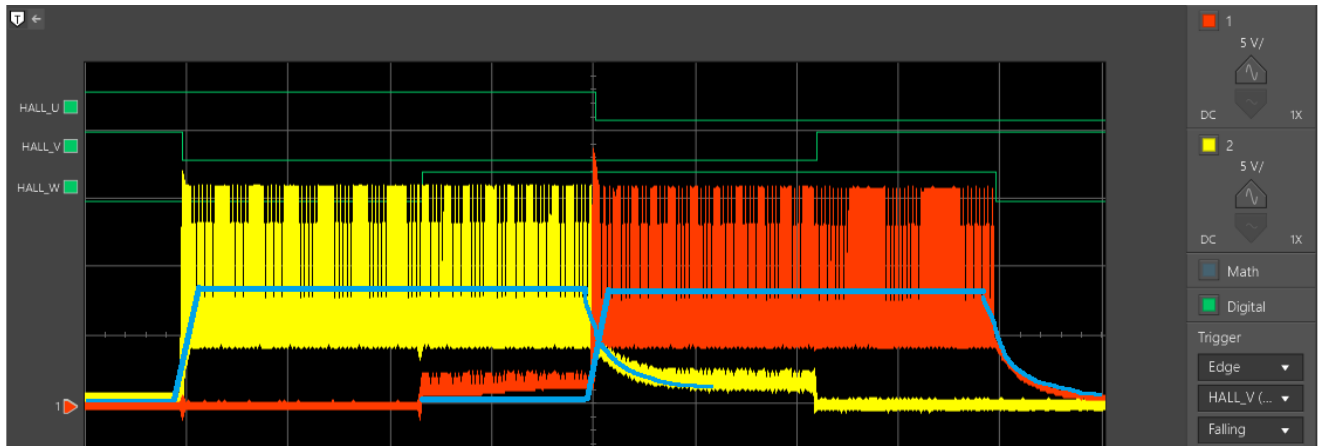 T ←
1
5 V/
DC 1X
2
5 V/
DC 1X
Math
Digital
Trigger
Edge
HALL_V (...
Falling
HALL_U
HALL_V
HALL_W
1